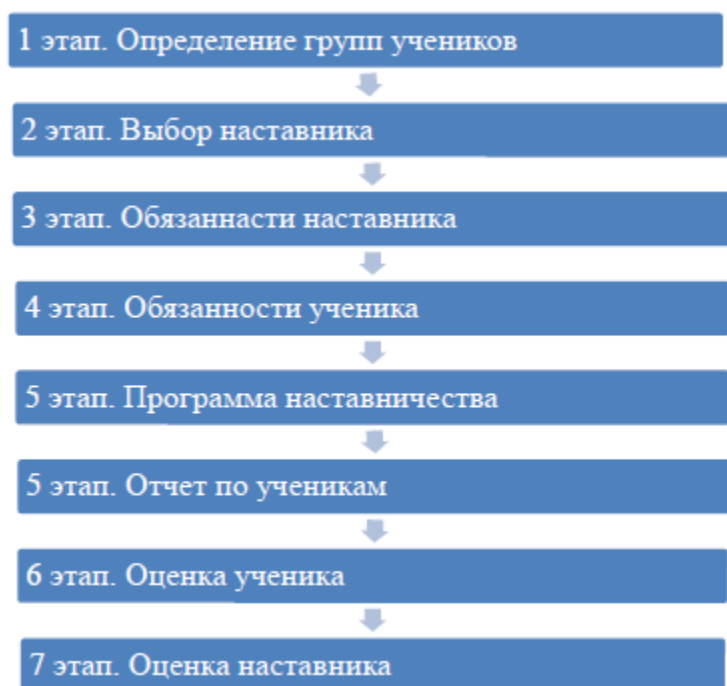 1 этап. Определение групп учеников
2 этап. Выбор наставника
3 этап. Обязаннасти наставника
4 этап. Обязанности ученика
5 этап. Программа наставничества
5 этап. Отчет по ученикам
6 этап. Оценка ученика
7 этап. Оценка наставника